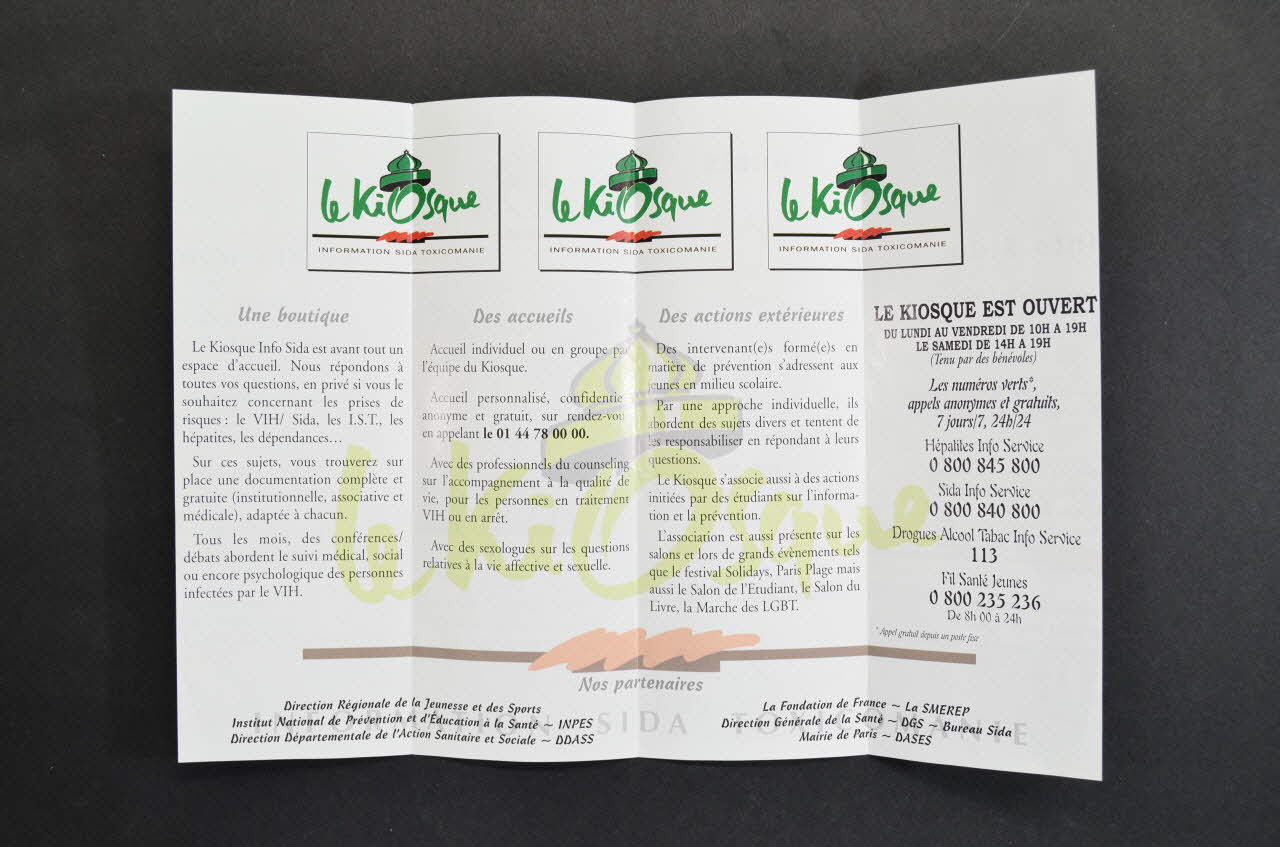 le Kiosque
INFORMATION SIDA TOXICOMANIE
le Kiosque
INFORMATION SIDA TOXICOMANIE
le Kiosque
INFORMATION SIDA TOXICOMANIE
Une boutique
Le Kiosque Info Sida est avant tout un
espace d'accueil. Nous répondons à
toutes vos questions, en privé si vous le
souhaitez concernant les prises de
risques : le VIH/ Sida, les I.S.T., les
hépatites, les dépendances…
Sur ces sujets, vous trouverez sur
place une documentation complète et
gratuite (institutionnelle, associative et
médicale), adaptée à chacun.
Tous les mois, des conférences/
débats abordent le suivi médical, social
ou encore psychologique des personnes
infectées par le VIH.
Des accueils
Accueil individuel ou en groupe par
l'équipe du Kiosque.
Accueil personnalisé, confidentiel
anonyme et gratuit, sur rendez-vous
en appelant le 01 44 78 00 00.
Avec des professionnels du counseling
sur l'accompagnement à la qualité de
vie, pour les personnes en traitement
VIH ou en arrêt.
Avec des sexologues sur les questions
relatives à la vie affective et sexuelle.
Des actions extérieures
Des intervenant(e)s formé(e)s en
matière de prévention s'adressent aux
jeunes en milieu scolaire.
Par une approche individuelle, ils
abordent des sujets divers et tentent de
les responsabiliser en répondant à leurs
questions.
Le Kiosque s'associe aussi à des actions
initiées par des étudiants sur l'informa-
tion et la prévention.
L'association est aussi présente sur les
salons et lors de grands évènements tels
que le festival Solidays, Paris Plage mais
aussi le Salon de l'Etudiant, le Salon du
Livre, la Marche des LGBT.
LE KIOSQUE EST OUVERT
DU LUNDI AU VENDREDI DE 10H A 19H
LE SAMEDI DE 14H A 19H
(Tenu par des bénévoles)
Les numéros verts*,
appels anonymes et gratuits,
7 jours/7, 24h/24
Hépatites Info Service
0 800 845 800
Sida Info Service
0 800 840 800
Drogues Alcool Tabac Info Service
113
Fil Santé Jeunes
0 800 235 236
De 8h 00 à 24h
* Appel gratuit depuis un poste fixe
le Kiosque
Nos partenaires
Direction Régionale de la Jeunesse et des Sports
Institut National de Prévention et d'Éducation à la Santé ~ INPES
Direction Départementale de l'Action Sanitaire et Sociale ~ DDASS
La Fondation de France ~ La SMEREP
Direction Générale de la Santé ~ DGS ~ Bureau Sida
Mairie de Paris ~ DASES
INFORMATION SIDA TOXICOMANIE